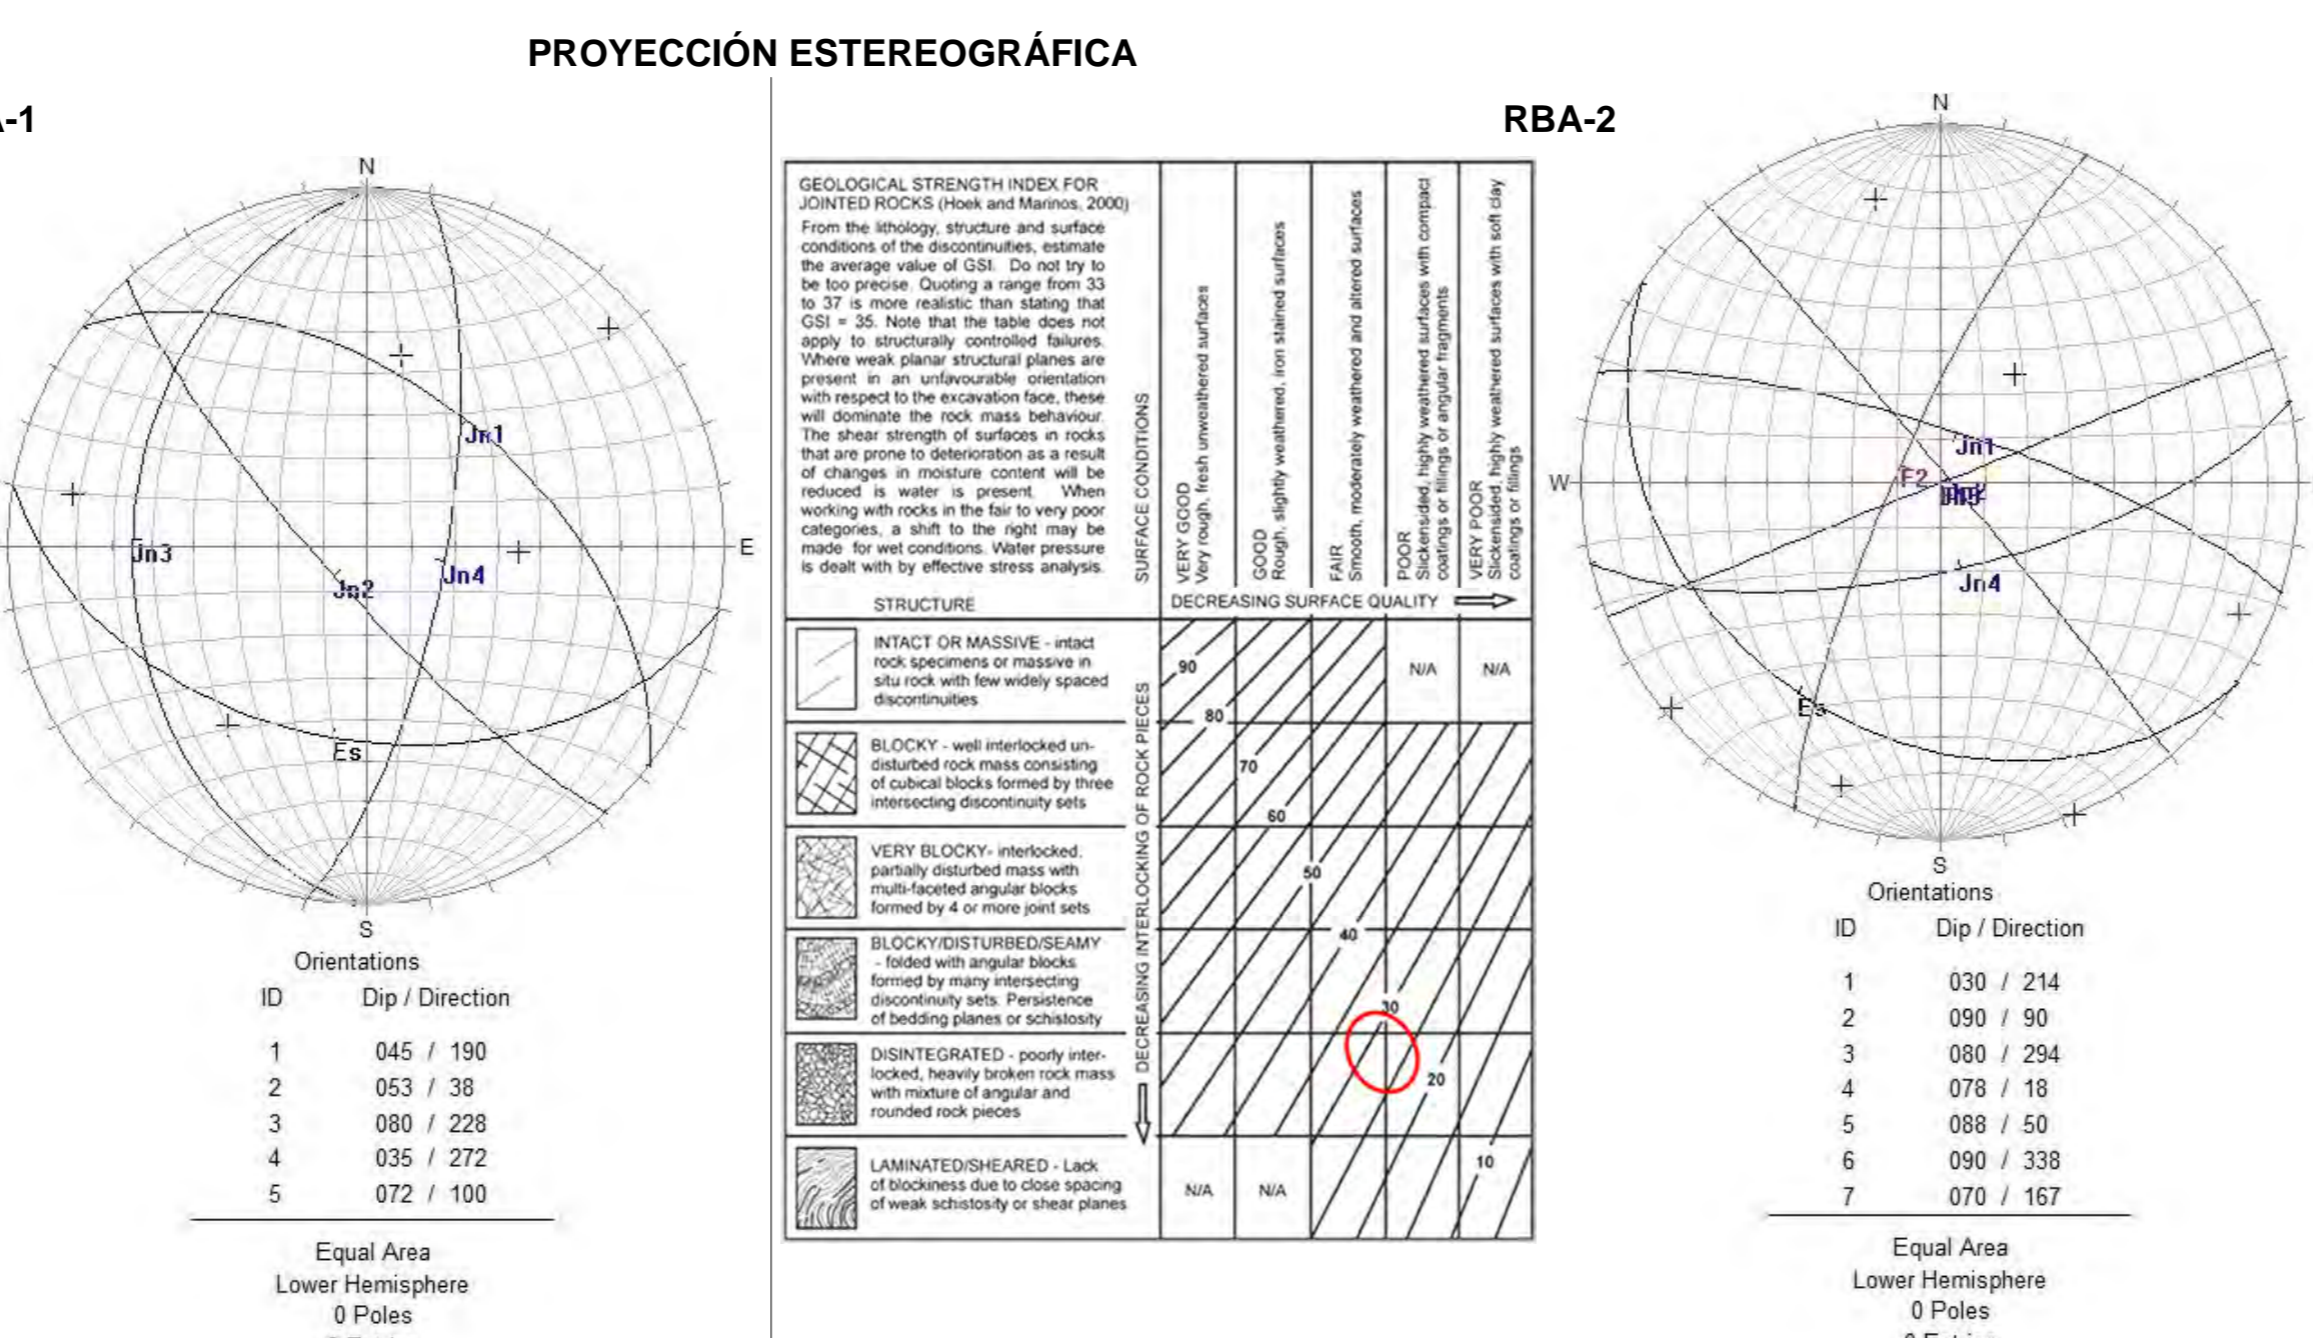 PROYECCIÓN ESTEREOGRÁFICA
A-1
N
E
S
Jn1
Jn2
Jn3
Jn4
Es
Orientations
ID Dip / Direction
1 045 / 190
2 053 / 38
3 080 / 228
4 035 / 272
5 072 / 100
Equal Area
Lower Hemisphere
0 Poles
GEOLOGICAL STRENGTH INDEX FOR
JOINTED ROCKS (Hoek and Marinos, 2000)
From the lithology, structure and surface
conditions of the discontinuities, estimate
the average value of GSI. Do not try to
be too precise. Quoting a range from 33
to 37 is more realistic than stating that
GSI = 35. Note that the table does not
apply to structurally controlled failures.
Where weak planar structural planes are
present in an unfavourable orientation
with respect to the excavation face, these
will dominate the rock mass behaviour.
The shear strength of surfaces in rocks
that are prone to deterioration as a result
of changes in moisture content will be
reduced is water is present. When
working with rocks in the fair to very poor
categories, a shift to the right may be
made for wet conditions. Water pressure
is dealt with by effective stress analysis.
STRUCTURE
SURFACE CONDITIONS
VERY GOOD
Very rough, fresh unweathered surfaces
GOOD
Rough, slightly weathered, iron stained surfaces
FAIR
Smooth, moderately weathered and altered surfaces
POOR
Slickensided, highly weathered surfaces with compact
coatings or fillings or angular fragments
VERY POOR
Slickensided, highly weathered surfaces with soft clay
coatings or fillings
DECREASING SURFACE QUALITY
DECREASING INTERLOCKING OF ROCK PIECES
INTACT OR MASSIVE - intact
rock specimens or massive in
situ rock with few widely spaced
discontinuities
BLOCKY - well interlocked un-
disturbed rock mass consisting
of cubical blocks formed by three
intersecting discontinuity sets
VERY BLOCKY- interlocked,
partially disturbed mass with
multi-faceted angular blocks
formed by 4 or more joint sets
BLOCKY/DISTURBED/SEAMY
- folded with angular blocks
formed by many intersecting
discontinuity sets. Persistence
of bedding planes or schistosity
DISINTEGRATED - poorly inter-
locked, heavily broken rock mass
with mixture of angular and
rounded rock pieces
LAMINATED/SHEARED - Lack
of blockiness due to close spacing
of weak schistosity or shear planes
90
80
70
60
50
40
30
20
10
N/A N/A
N/A N/A
RBA-2
N
W
S
Jn1
F2
Jn4
Es
Orientations
ID Dip / Direction
1 030 / 214
2 090 / 90
3 080 / 294
4 078 / 18
5 088 / 50
6 090 / 338
7 070 / 167
Equal Area
Lower Hemisphere
0 Poles